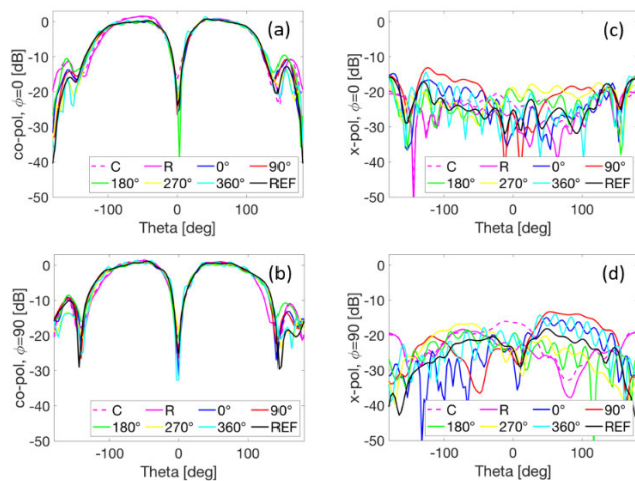 (a)
co-pol, ϕ=0 [dB]
0
-10
-20
-30
-40
-50
C R 0° 90°
180° 270° 360° REF
-100 0 100
Theta [deg]
(c)
x-pol, ϕ=0 [dB]
0
-10
-20
-30
-40
-50
C R 0° 90°
180° 270° 360° REF
-100 0 100
Theta [deg]
(b)
co-pol, ϕ=90 [dB]
0
-10
-20
-30
-40
-50
C R 0° 90°
180° 270° 360° REF
-100 0 100
Theta [deg]
(d)
x-pol, ϕ=90 [dB]
0
-10
-20
-30
-40
-50
C R 0° 90°
180° 270° 360° REF
-100 0 100
Theta [deg]